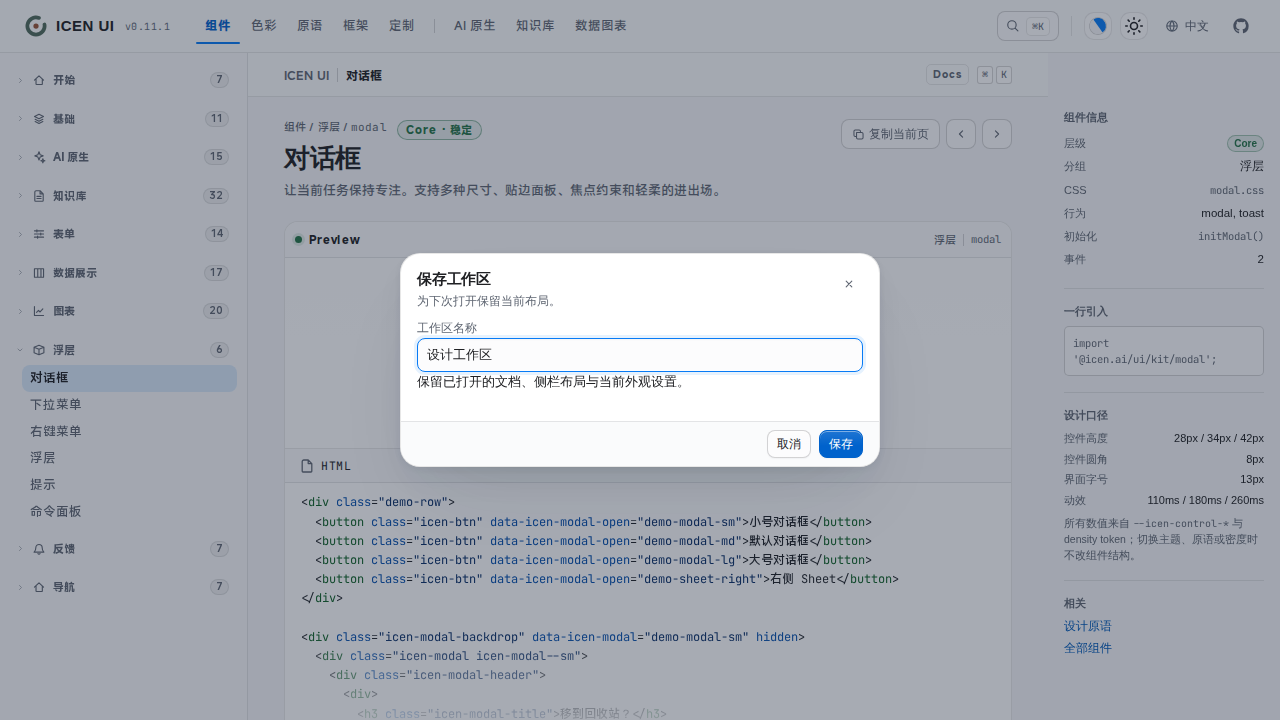 ICEN UI v0.11.1 组件 色彩 原语 框架 定制 AI 原生 知识库 数据图表 ⌘K 中文
开始 7
基础 11
AI 原生 15
知识库 32
表单 14
数据展示 17
图表 20
浮层 6
对话框
下拉菜单
右键菜单
浮层
提示
命令面板
反馈 7
导航 7
ICEN UI 对话框 Docs ⌘ K
组件 / 浮层 / modal Core · 稳定
复制当前页
对话框
让当前任务保持专注。支持多种尺寸、贴边面板、焦点约束和轻柔的进出场。
Preview 浮层 modal
保存工作区
为下次打开保留当前布局。
工作区名称
设计工作区
保留已打开的文档、侧栏布局与当前外观设置。
取消 保存
HTML
<div class="demo-row">
<button class="icen-btn" data-icen-modal-open="demo-modal-sm">小号对话框</button>
<button class="icen-btn" data-icen-modal-open="demo-modal-md">默认对话框</button>
<button class="icen-btn" data-icen-modal-open="demo-modal-lg">大号对话框</button>
<button class="icen-btn" data-icen-modal-open="demo-sheet-right">右侧 Sheet</button>
</div>
<div class="icen-modal-backdrop" data-icen-modal="demo-modal-sm" hidden>
<div class="icen-modal icen-modal--sm">
<div class="icen-modal-header">
<div>
<h3 class="icen-modal-title">移到回收站？</h3>
组件信息
层级 Core
分组 浮层
CSS modal.css
行为 modal, toast
初始化 initModal()
事件 2
一行引入
import
'@icen.ai/ui/kit/modal';
设计口径
控件高度 28px / 34px / 42px
控件圆角 8px
界面字号 13px
动效 110ms / 180ms / 260ms
所有数值来自 --icen-control-* 与
density token；切换主题、原语或密度时
不改组件结构。
相关
设计原语
全部组件